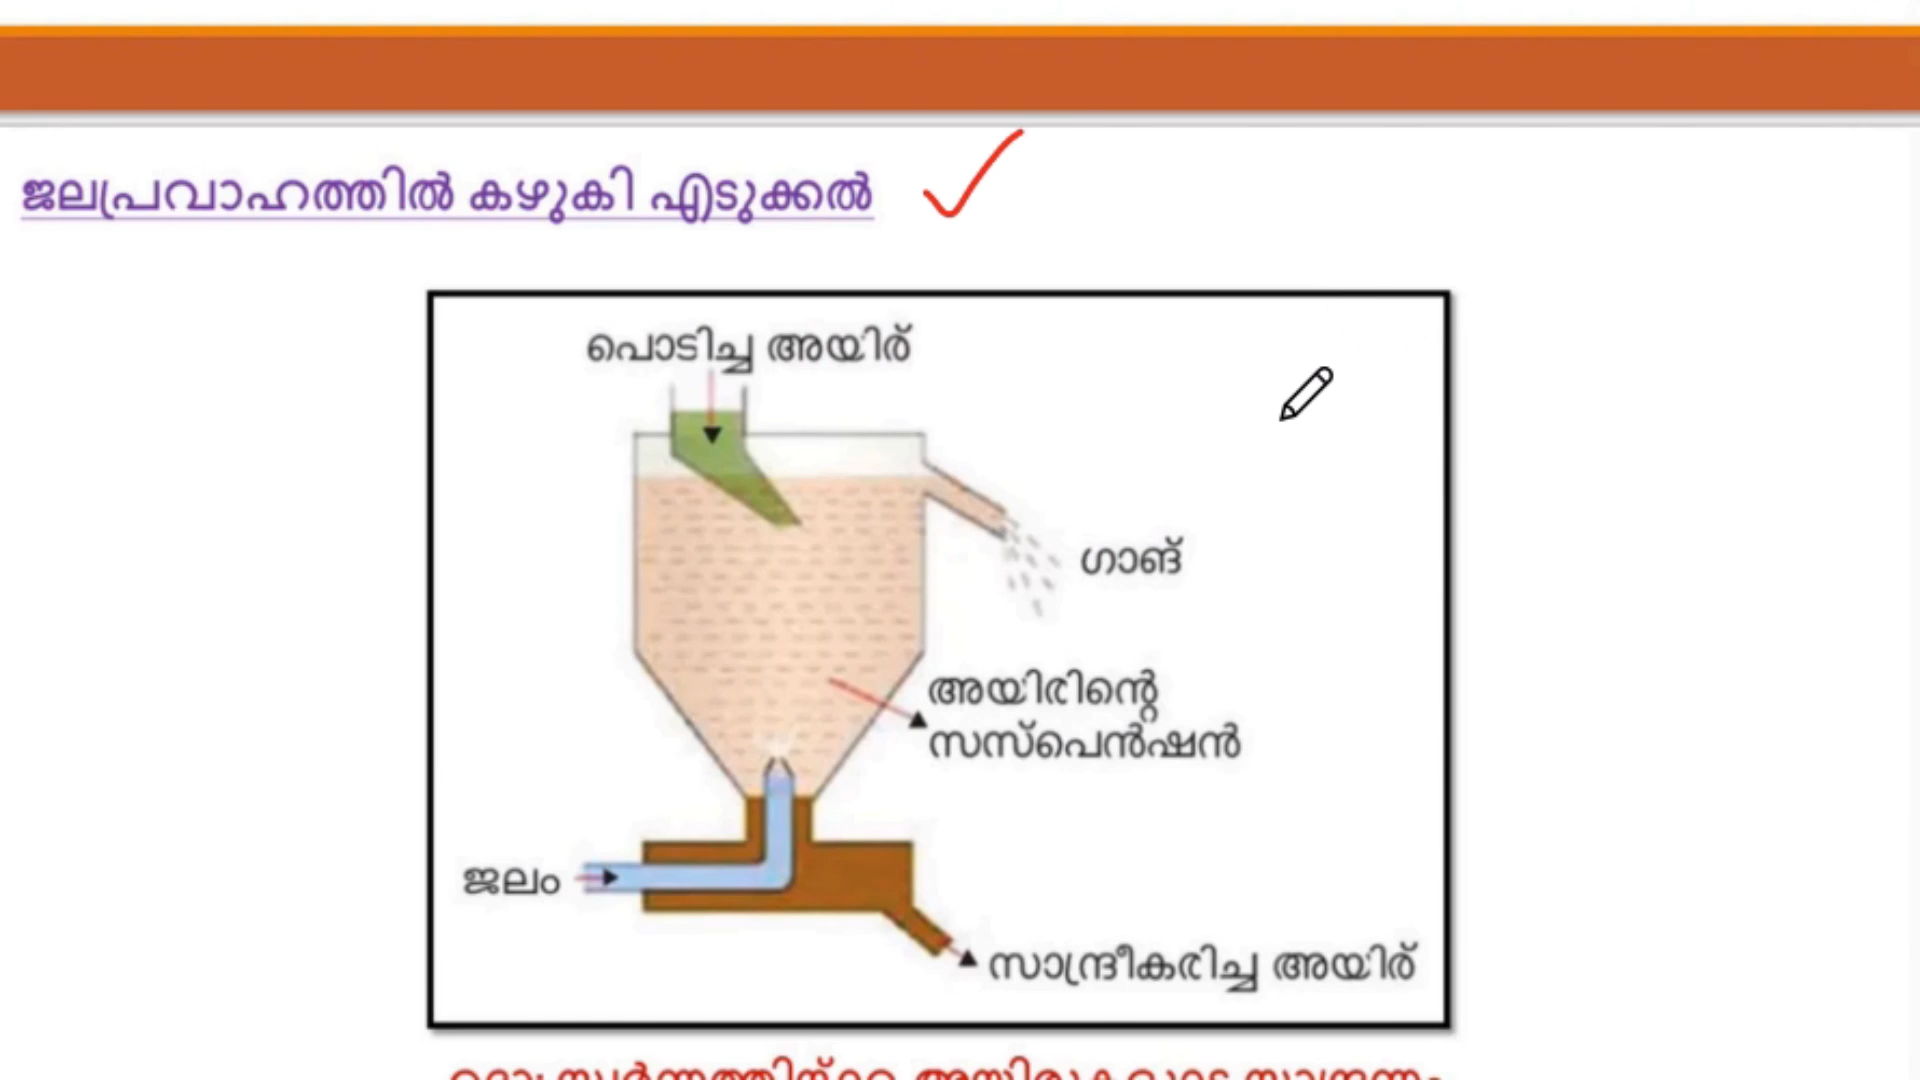 ജലപ്രവാഹത്തിൽ കഴുകി എടുക്കൽ
പൊടിച്ച അയിര്
ഗാങ്
അയിരിന്റെ
സസ്പെൻഷൻ
ജലം
സാന്ദ്രീകരിച്ച അയിര്